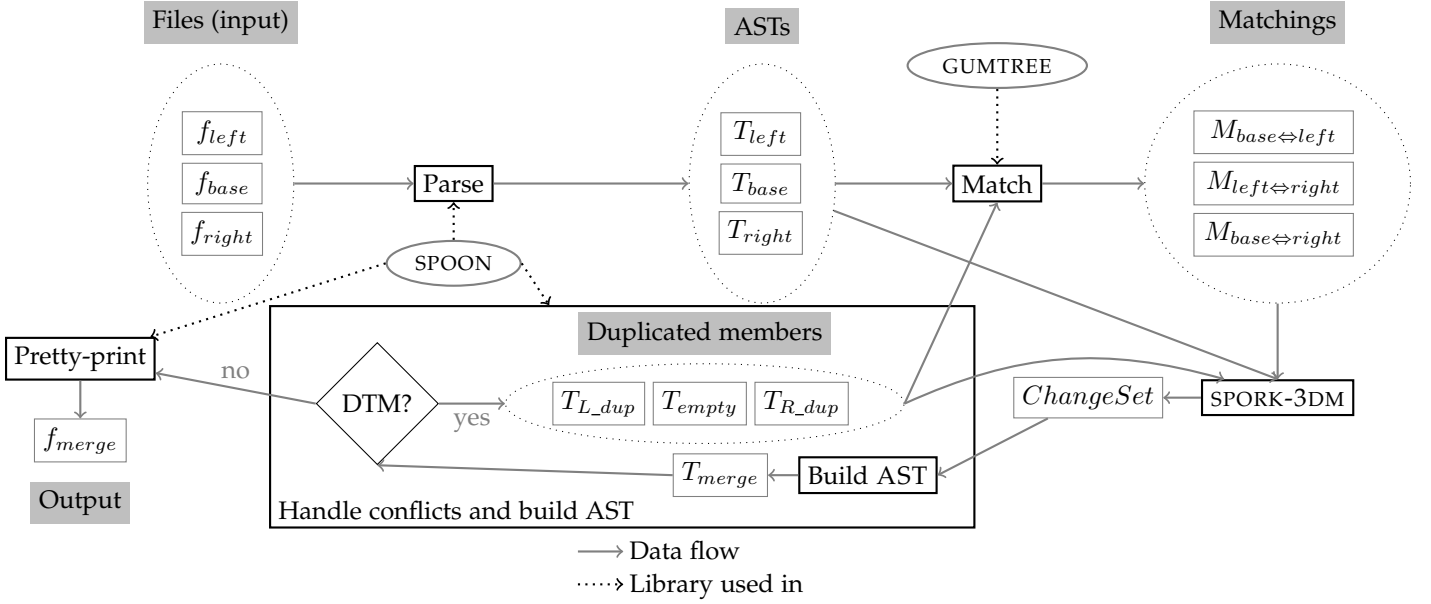 Files (input)
ASTs
Matchings
GUMTREE
f_left
T_left
M_base⇔left
f_base
Parse
T_base
Match
M_left⇔right
f_right
T_right
M_base⇔right
SPOON
Duplicated members
Pretty-print
no
DTM?
yes
T_L_dup
T_empty
T_R_dup
ChangeSet
SPORK-3DM
f_merge
T_merge
Build AST
Output
Handle conflicts and build AST
Data flow
Library used in